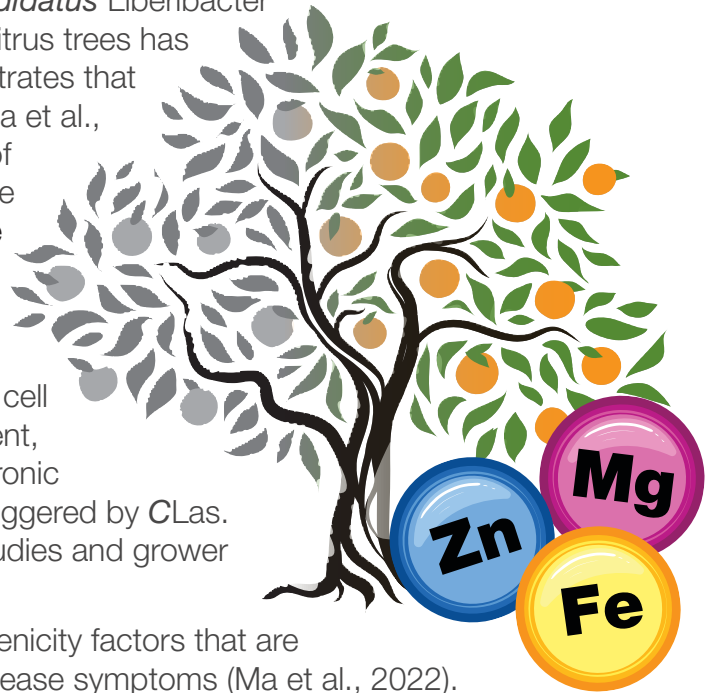 Liberibacter
itrus trees has
trates that
a et al.,
of
e
e
cell
ent,
ronic
ggered by CLas.
udies and grower
Mg
Zn
Fe
enicity factors that are
ease symptoms (Ma et al., 2022).